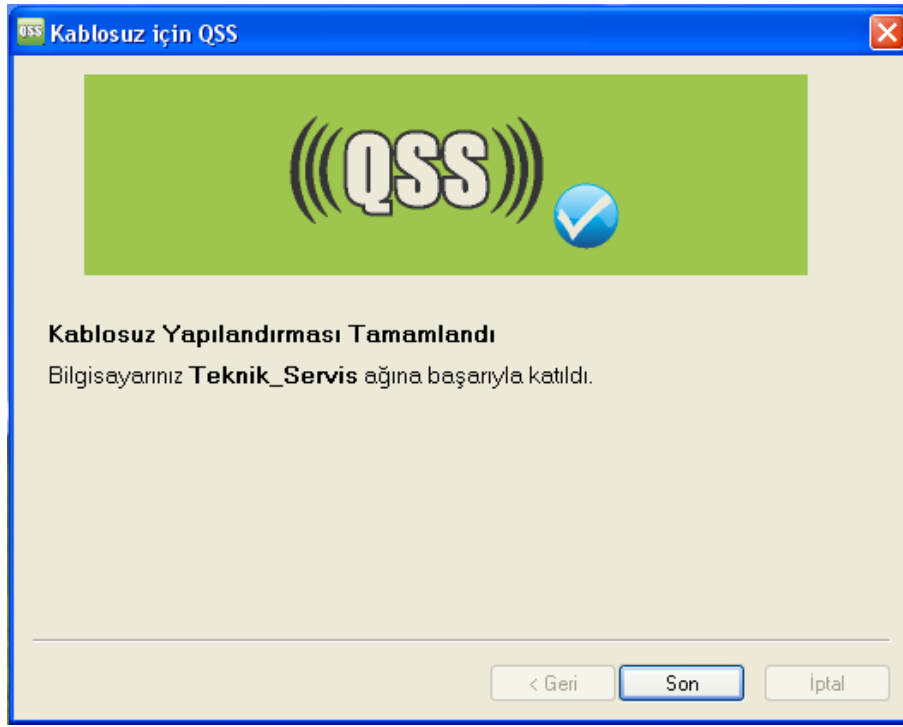 QSS Kablosuz için QSS
(((QSS)))
Kablosuz Yapılandırması Tamamlandı
Bilgisayarınız Teknik_Servis ağına başarıyla katıldı.
< Geri Son İptal